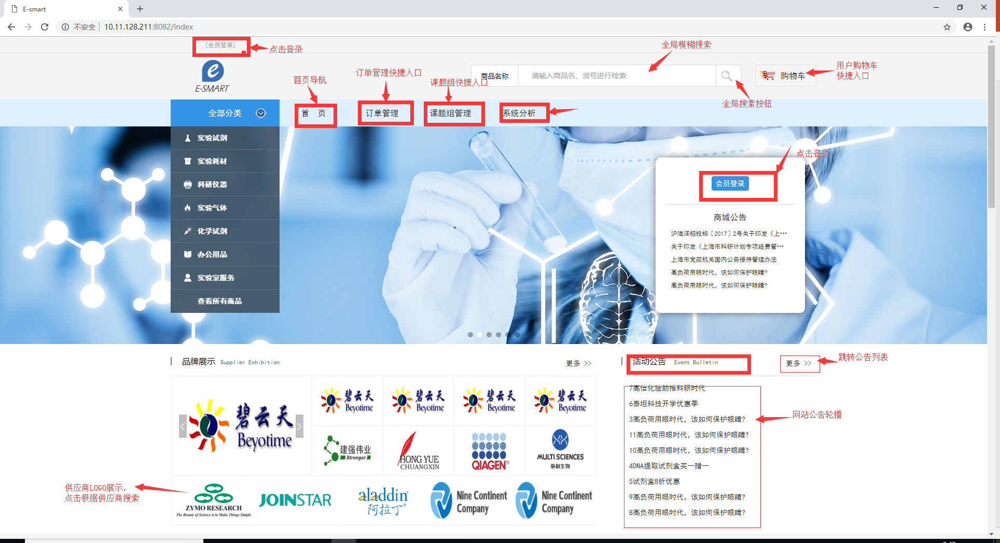 E-smart
不安全 10.11.128.211:8082/index
[会员登录]
点击登录
全局模糊搜索
E-SMART
首页导航
订单管理快捷入口
课题组快捷入口
商品名称 请输入商品名、货号进行检索
购物车
用户购物车
快捷入口
全局搜素按钮
全部分类 首 页 订单管理 课题组管理 系统分析
实验试剂
实验耗材
科研仪器
实验气体
化学试剂
办公用品
实验室服务
查看所有商品
点击登录
会员登录
商城公告
沪海洋招投标〔2017〕2号关于印发《上…
关于印发《上海市科研计划专项经费管…
上海市党政机关国内公务接待管理办法
高负荷用眼时代，该如何保护眼睛?
高负荷用眼时代，该如何保护眼睛?
品牌展示 Supplier Exhibition 更多 >>
活动公告 Event Bulletin 更多 >>
跳转公告列表
碧云天 Beyotime
碧云天 Beyotime
碧云天 Beyotime
碧云天 Beyotime
碧云天 Beyotime
建强伟业 Stronger
HONG YUE CHUANGXIN
QIAGEN
MULTI SCIENCES 联科生物
供应商LOGO展示，
点击根据供应商搜索
ZYMO RESEARCH
The Beauty of Science is to Make Things Simple
JOINSTAR
aladdin 阿拉丁
Nine Continent Company
Nine Continent Company
7高信化玻助推科研时代
6泰坦科技开学优惠季
3高负荷用眼时代，该如何保护眼睛?
11高负荷用眼时代，该如何保护眼睛?
10高负荷用眼时代，该如何保护眼睛?
4DNA提取试剂盒买一赠一
5试剂盒8折优惠
9高负荷用眼时代，该如何保护眼睛?
8高负荷用眼时代，该如何保护眼睛?
网站公告轮播